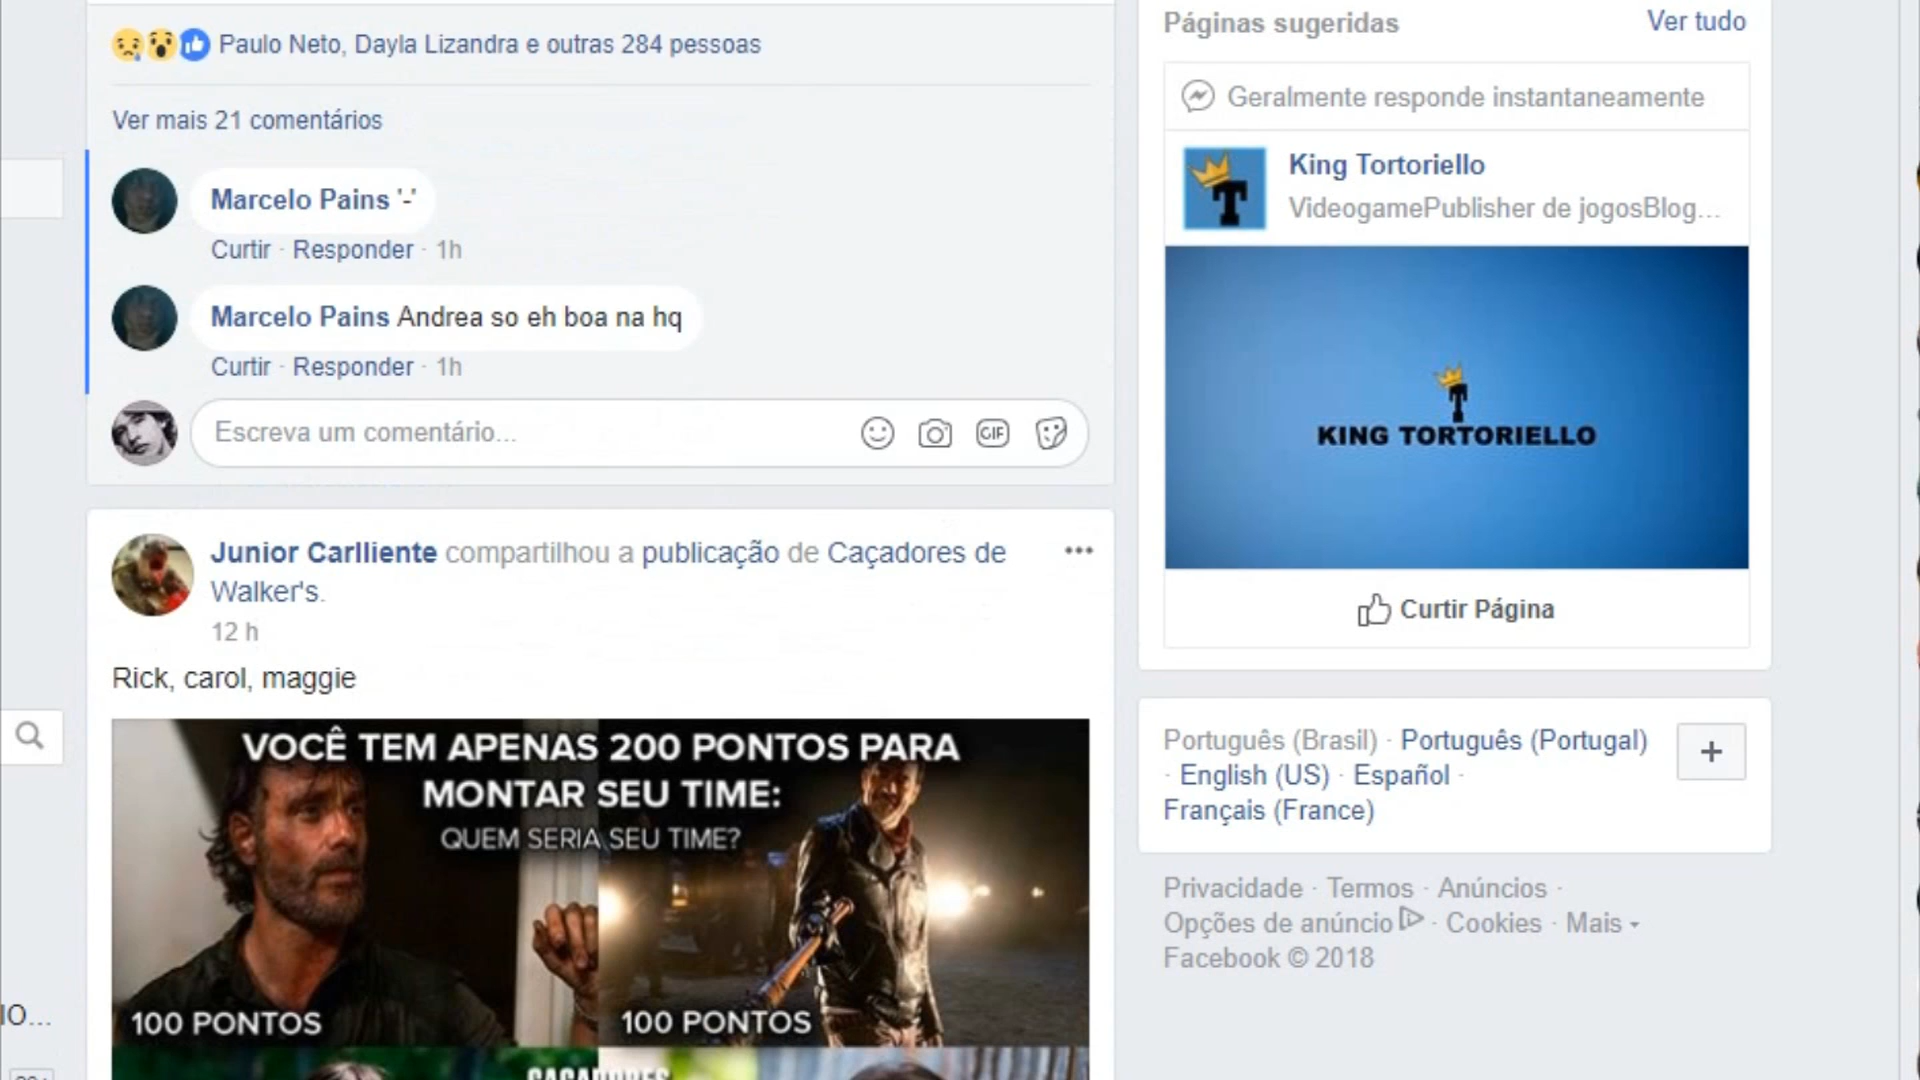 Paulo Neto, Dayla Lizandra e outras 284 pessoas
Ver mais 21 comentários
Marcelo Pains '-'
Curtir · Responder · 1h
Marcelo Pains Andrea so eh boa na hq
Curtir · Responder · 1h
Escreva um comentário...
GIF
Junior Carlliente compartilhou a publicação de Caçadores de
Walker's.
12 h
Rick, carol, maggie
VOCÊ TEM APENAS 200 PONTOS PARA
MONTAR SEU TIME:
QUEM SERIA SEU TIME?
100 PONTOS
100 PONTOS
CAÇADORES
Páginas sugeridas
Ver tudo
Geralmente responde instantaneamente
King Tortoriello
VideogamePublisher de jogosBlog...
T
KING TORTORIELLO
Curtir Página
Português (Brasil) · Português (Portugal)
· English (US) · Español ·
Français (France)
+
Privacidade · Termos · Anúncios ·
Opções de anúncio · Cookies · Mais
Facebook © 2018